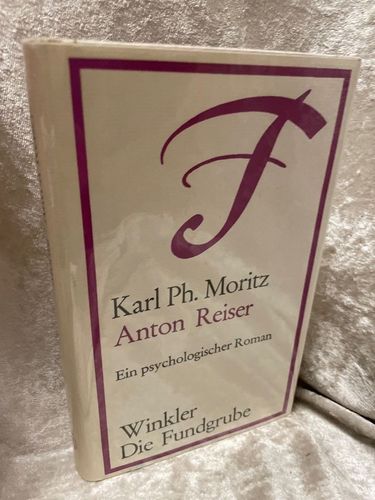 F
Karl Ph. Moritz
Anton Reiser
Ein psychologischer Roman
Winkler
Die Fundgrube